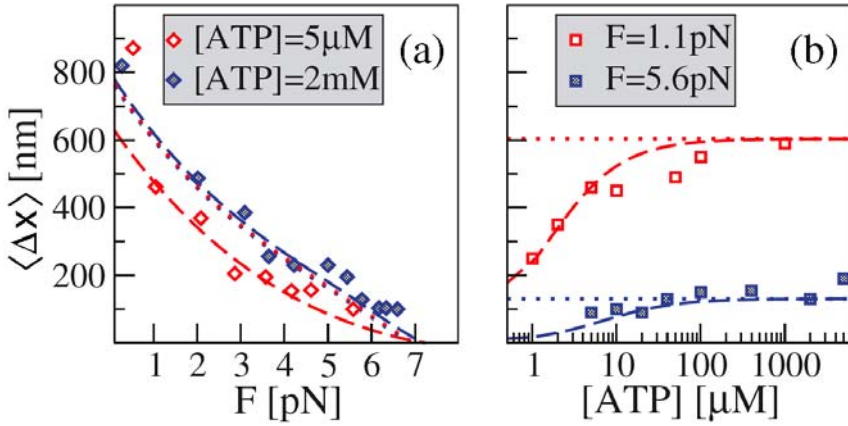 [ATP]=5μM
[ATP]=2mM
(a)
800
600
400
200
⟨Δx⟩ [nm]
1 2 3 4 5 6 7
F [pN]
F=1.1pN
F=5.6pN
(b)
1 10 100 1000
[ATP] [μM]